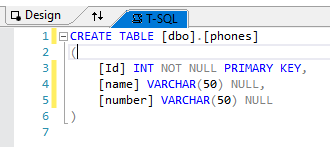 Design T-SQL
1 CREATE TABLE [dbo].[phones]
2 (
3 [Id] INT NOT NULL PRIMARY KEY,
4 [name] VARCHAR(50) NULL,
5 [number] VARCHAR(50) NULL
6 )
7